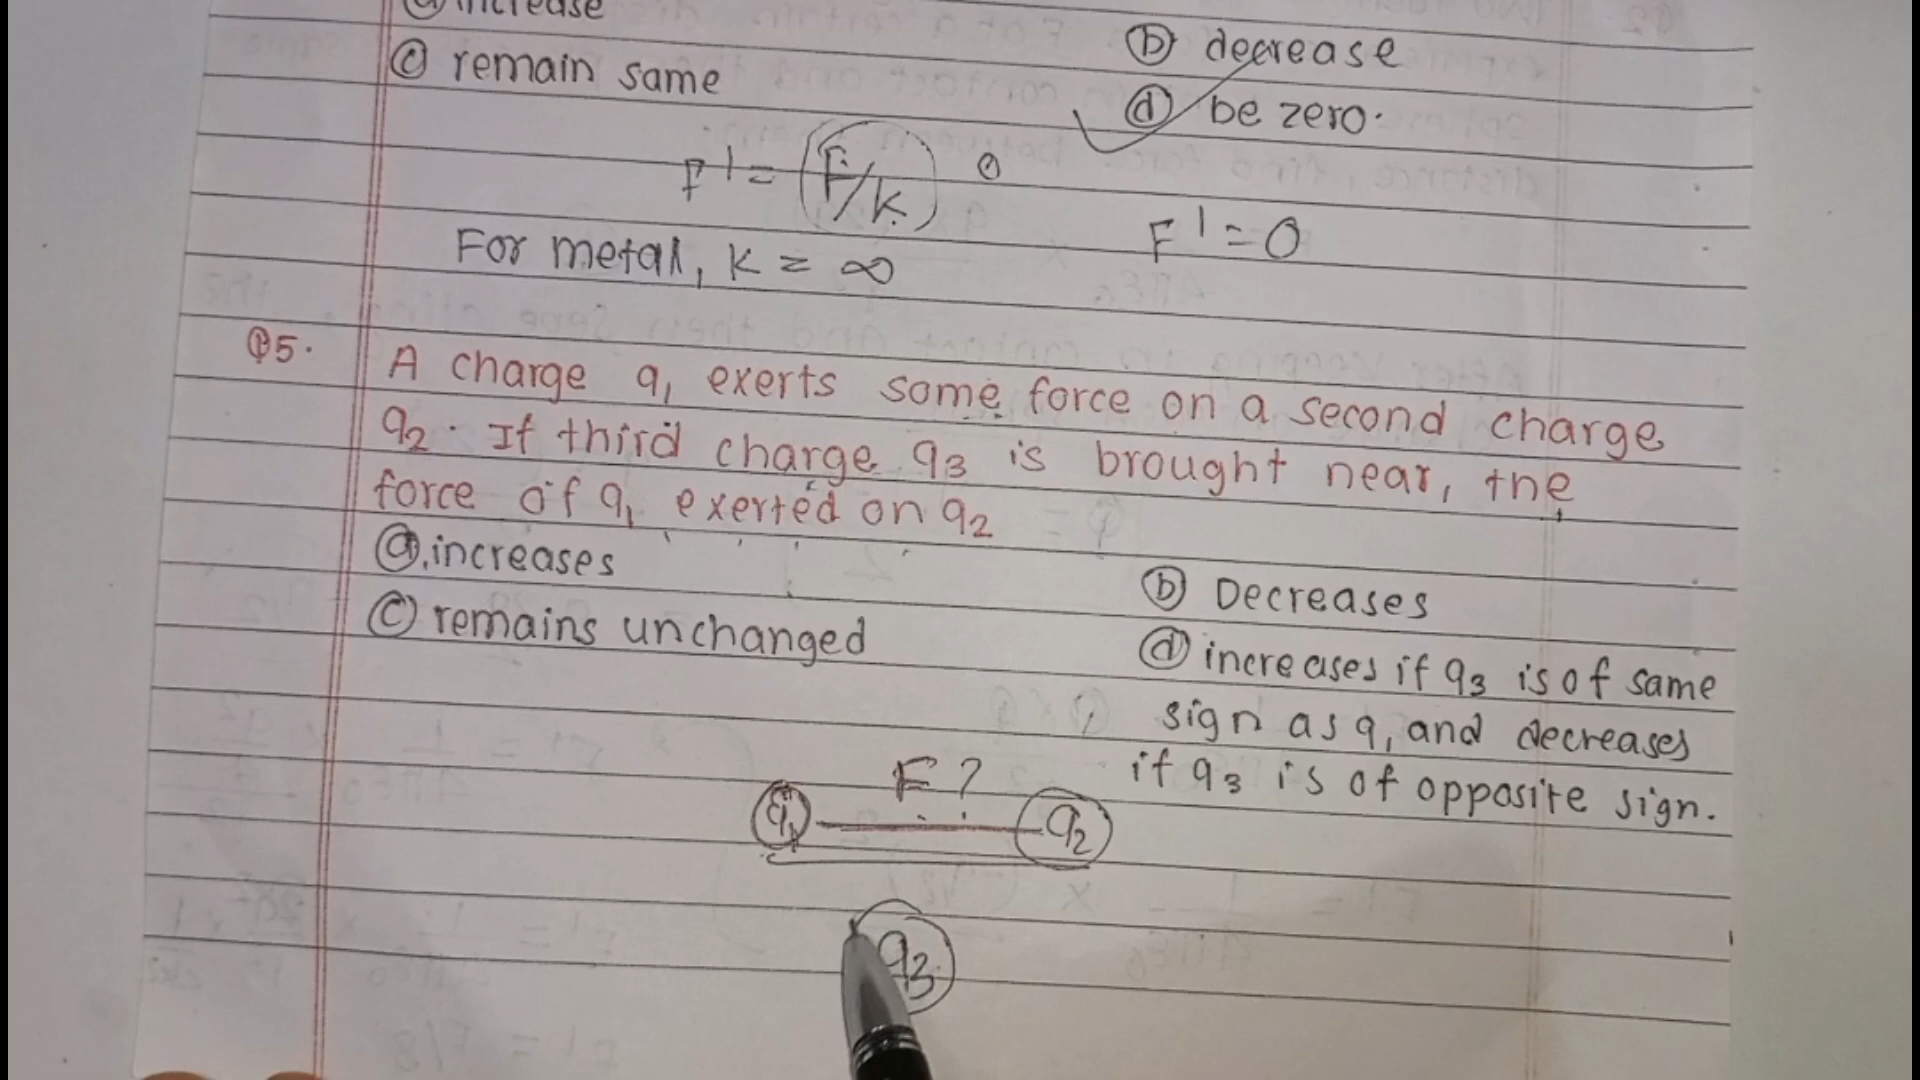 ⓐ increase
ⓑ decrease
ⓒ remain same
ⓓ be zero.
F' = (F/K) 0
F' = 0
For metal, K = ∞
Q5. A charge q₁ exerts some force on a second charge
q₂. If third charge q₃ is brought near, the
force of q₁ exerted on q₂
ⓐ increases
ⓑ Decreases
ⓒ remains unchanged
ⓓ increases if q₃ is of same
sign as q₁ and decreases
if q₃ is of opposite sign.
F?
q₁ q₂
q₃